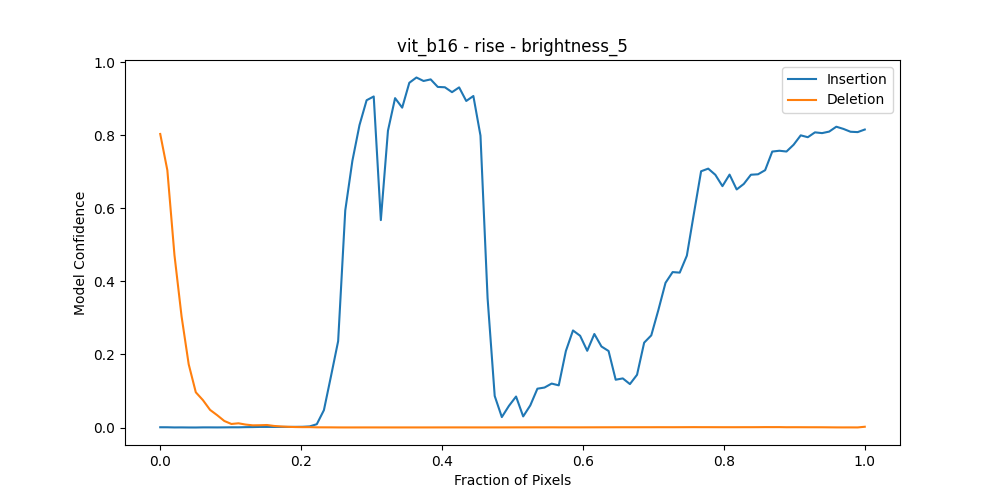 vit_b16 - rise - brightness_5
Insertion
Deletion
Model Confidence
1.0
0.8
0.6
0.4
0.2
0.0
0.0 0.2 0.4 0.6 0.8 1.0
Fraction of Pixels